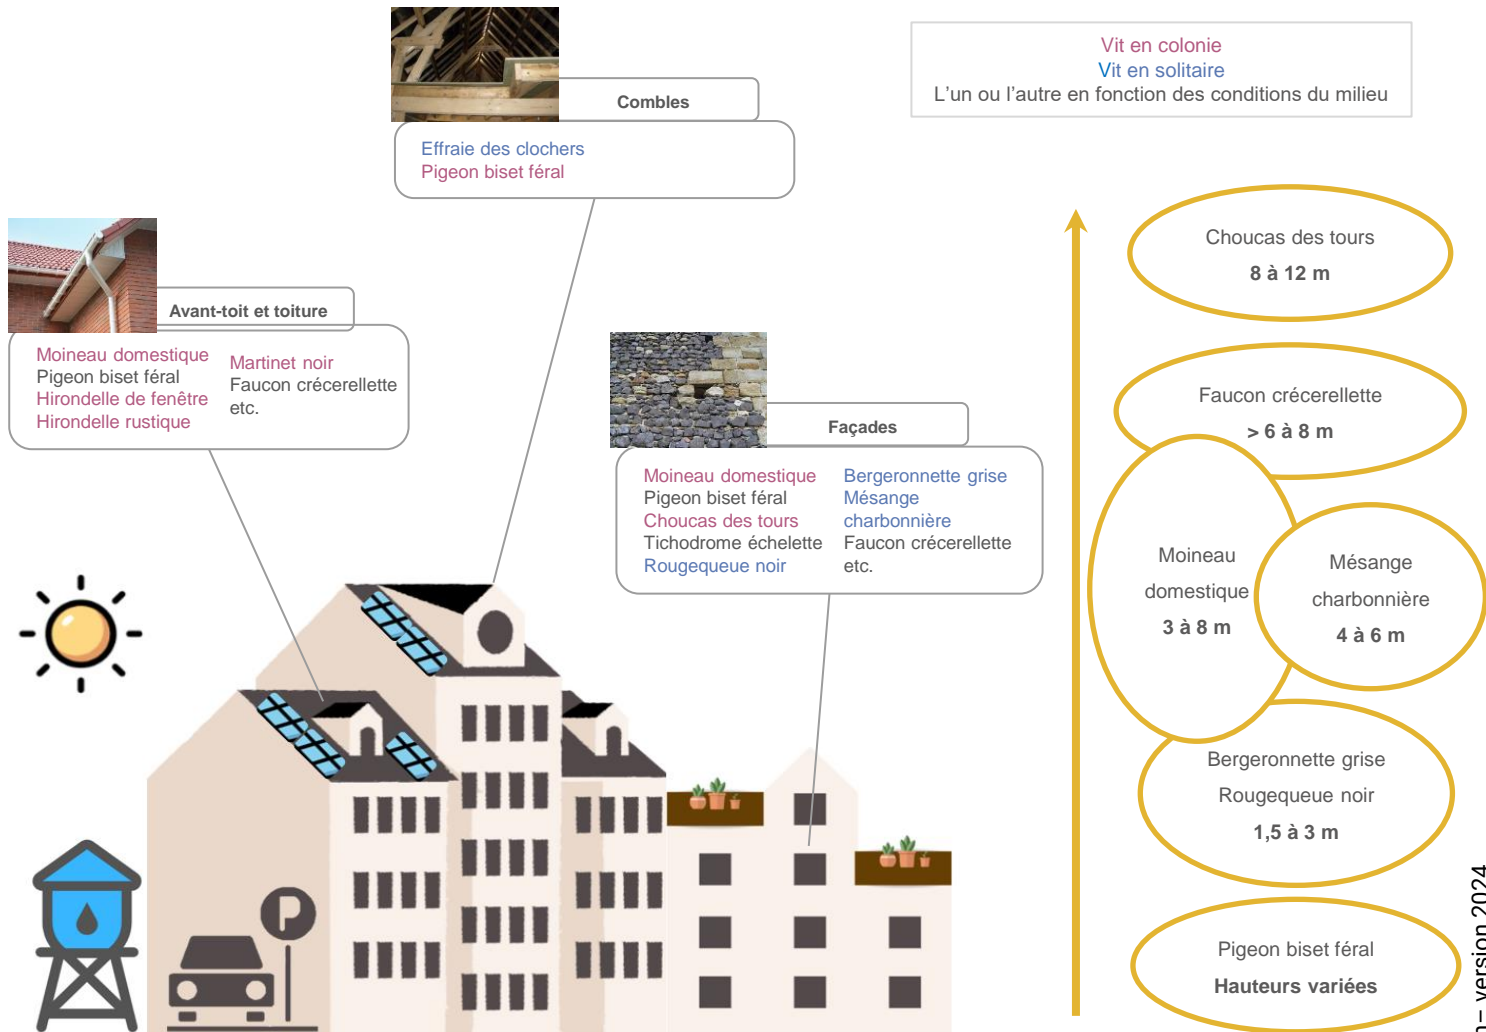 Vit en colonie
Vit en solitaire
L'un ou l'autre en fonction des conditions du milieu
Combles
Effraie des clochers
Pigeon biset féral
Avant-toit et toiture
Moineau domestique
Pigeon biset féral
Hirondelle de fenêtre
Hirondelle rustique
Martinet noir
Faucon crécerellette
etc.
Façades
Moineau domestique
Pigeon biset féral
Choucas des tours
Tichodrome échelette
Rougequeue noir
Bergeronnette grise
Mésange
charbonnière
Faucon crécerellette
etc.
Choucas des tours
8 à 12 m
Faucon crécerellette
> 6 à 8 m
Moineau
domestique
3 à 8 m
Mésange
charbonnière
4 à 6 m
Bergeronnette grise
Rougequeue noir
1,5 à 3 m
Pigeon biset féral
Hauteurs variées
P
– version 2024